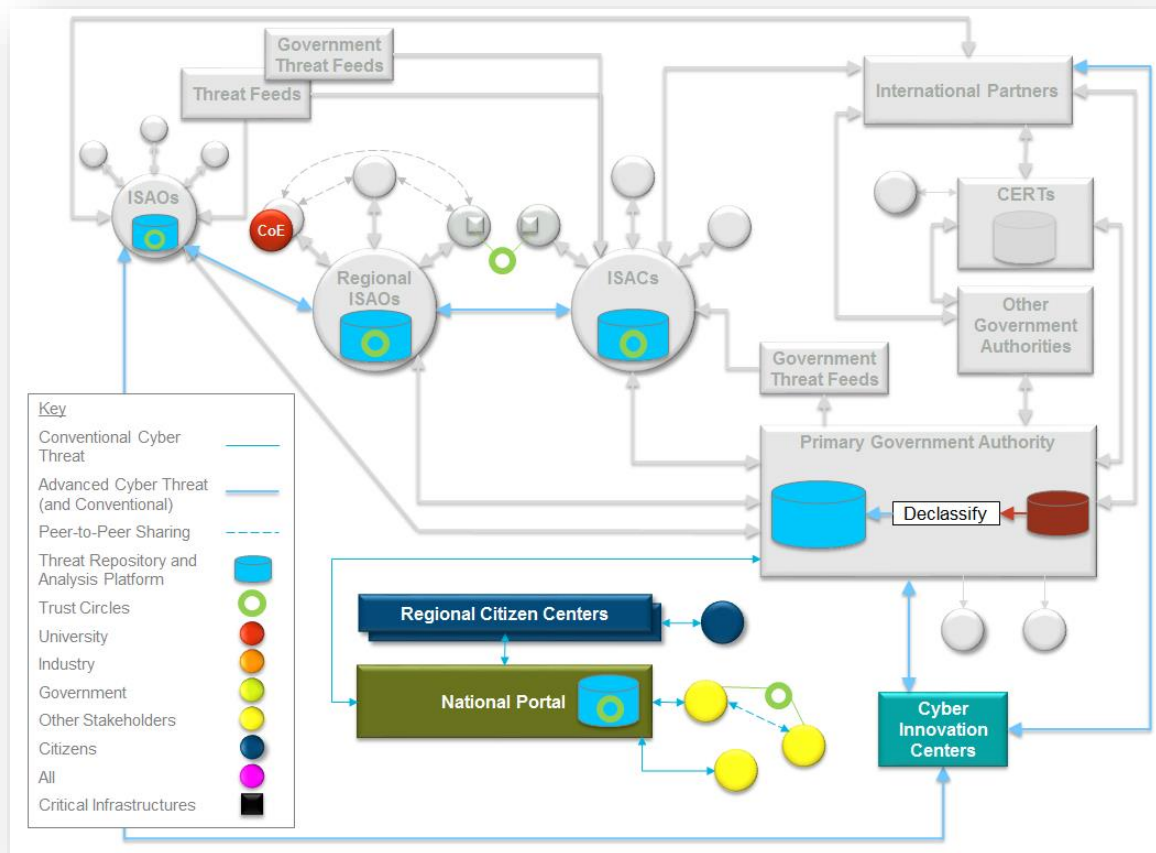 Government
Threat Feeds
Threat Feeds
International Partners
ISAOs
CERTs
CoE
Regional
ISAOs
ISACs
Other
Government
Authorities
Government
Threat Feeds
Key
Conventional Cyber
Threat
Advanced Cyber Threat
(and Conventional)
Peer-to-Peer Sharing
Threat Repository and
Analysis Platform
Trust Circles
University
Industry
Government
Other Stakeholders
Citizens
All
Critical Infrastructures
Primary Government Authority
Declassify
Regional Citizen Centers
National Portal
Cyber
Innovation
Centers